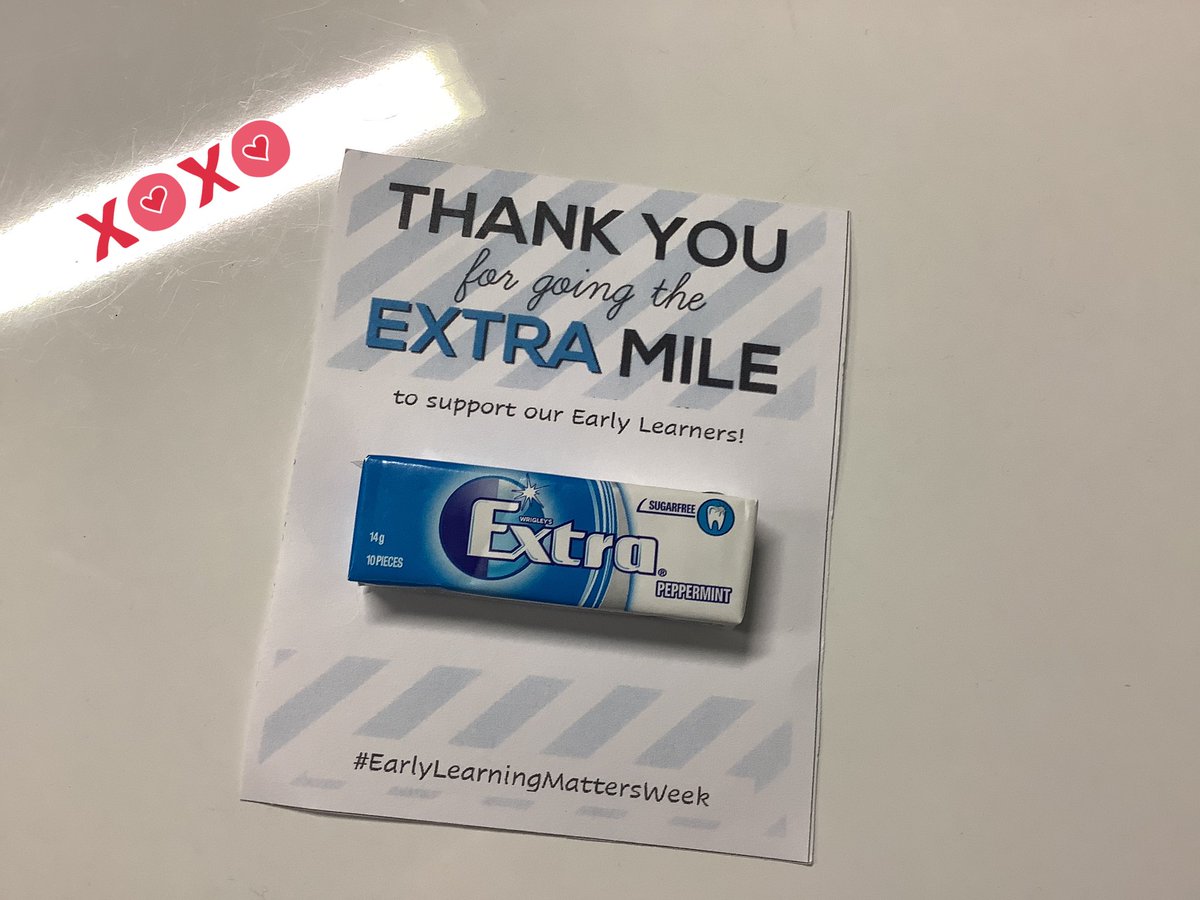 XOXO
THANK YOU
for going the
EXTRA MILE
to support our Early Learners!
WRIGLEY'S
Extra®
SUGARFREE
14g
10 PIECES
PEPPERMINT
#EarlyLearningMattersWeek